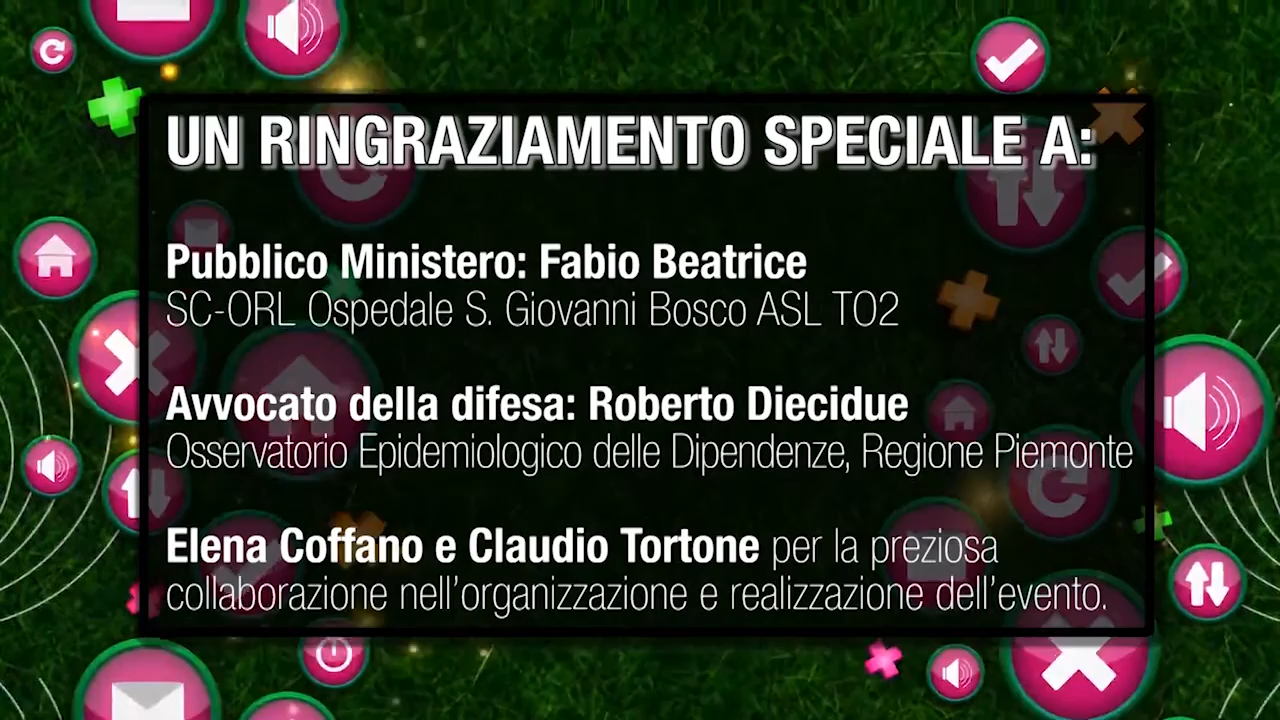 UN RINGRAZIAMENTO SPECIALE A:
Pubblico Ministero: Fabio Beatrice
SC-ORL Ospedale S. Giovanni Bosco ASL TO2
Avvocato della difesa: Roberto Diecidue
Osservatorio Epidemiologico delle Dipendenze, Regione Piemonte
Elena Coffano e Claudio Tortone per la preziosa
collaborazione nell'organizzazione e realizzazione dell'evento.